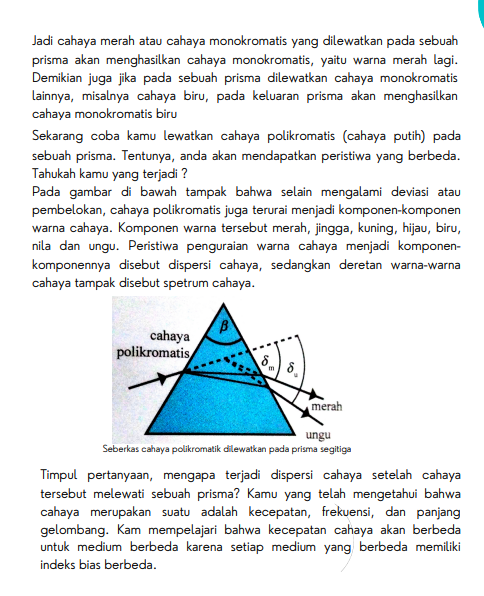 Jadi cahaya merah atau cahaya monokromatis yang dilewatkan pada sebuah
prisma akan menghasilkan cahaya monokromatis, yaitu warna merah lagi.
Demikian juga jika pada sebuah prisma dilewatkan cahaya monokromatis
lainnya, misalnya cahaya biru, pada keluaran prisma akan menghasilkan
cahaya monokromatis biru
Sekarang coba kamu lewatkan cahaya polikromatis (cahaya putih) pada
sebuah prisma. Tentunya, anda akan mendapatkan peristiwa yang berbeda.
Tahukah kamu yang terjadi ?
Pada gambar di bawah tampak bahwa selain mengalami deviasi atau
pembelokan, cahaya polikromatis juga terurai menjadi komponen-komponen
warna cahaya. Komponen warna tersebut merah, jingga, kuning, hijau, biru,
nila dan ungu. Peristiwa penguraian warna cahaya menjadi komponen-
komponennya disebut dispersi cahaya, sedangkan deretan warna-warna
cahaya tampak disebut spetrum cahaya.
β
cahaya
polikromatis
δm
δu
merah
ungu
Seberkas cahaya polikromatik dilewatkan pada prisma segitiga
Timpul pertanyaan, mengapa terjadi dispersi cahaya setelah cahaya
tersebut melewati sebuah prisma? Kamu yang telah mengetahui bahwa
cahaya merupakan suatu adalah kecepatan, frekuensi, dan panjang
gelombang. Kam mempelajari bahwa kecepatan cahaya akan berbeda
untuk medium berbeda karena setiap medium yang berbeda memiliki
indeks bias berbeda.